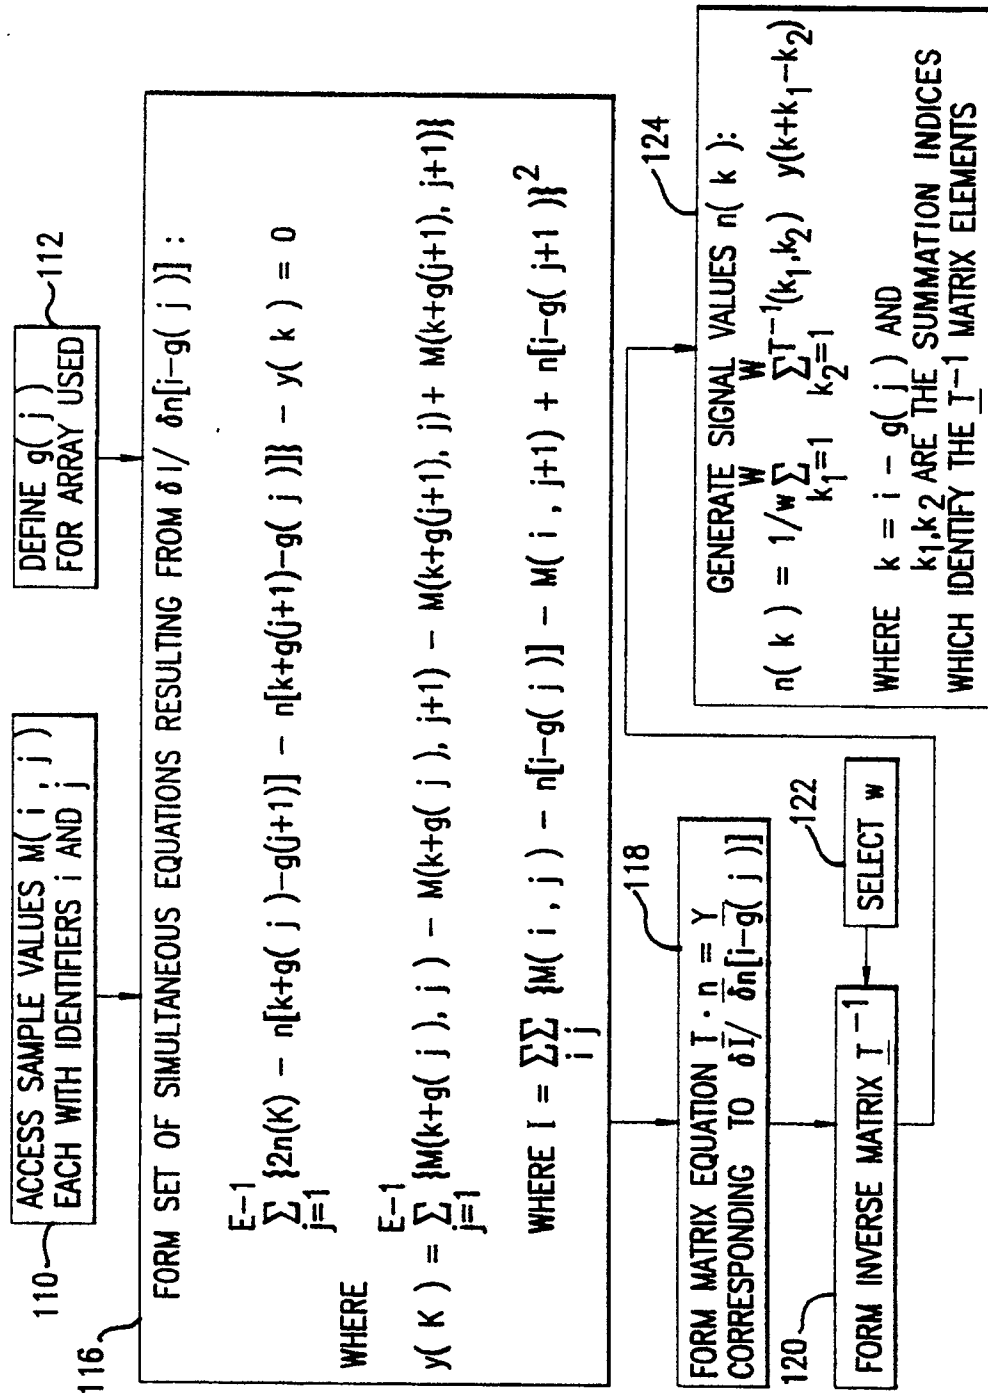 110
ACCESS SAMPLE VALUES M( i , j )
EACH WITH IDENTIFIERS i AND j
DEFINE g( j )
FOR ARRAY USED
112
116
FORM SET OF SIMULTANEOUS EQUATIONS RESULTING FROM δ I/ δn[i-g( j )] :
E-1
Σ {2n(K) - n[k+g( j )-g(j+1)] - n[k+g(j+1)-g( j )]} - y( k ) = 0
j=1
WHERE
E-1
y( K ) = Σ {M(k+g( j ), j ) - M(k+g( j ), j+1) - M(k+g(j+1), j) + M(k+g(j+1), j+1)}
j=1
WHERE I = ΣΣ {M( i , j ) - n[i-g( j )] - M( i , j+1) + n[i-g( j+1 )]}²
i j
118
FORM MATRIX EQUATION T · n = Y
CORRESPONDING TO δI/ δn[i-g( j )]
120
FORM INVERSE MATRIX T⁻¹
122
SELECT w
124
GENERATE SIGNAL VALUES n( k ):
W W
n( k ) = 1/w Σ Σ T⁻¹(k₁,k₂) y(k+k₁-k₂)
k₁=1 k₂=1
WHERE k = i - g( j ) AND
k₁,k₂ ARE THE SUMMATION INDICES
WHICH IDENTIFY THE T⁻¹ MATRIX ELEMENTS